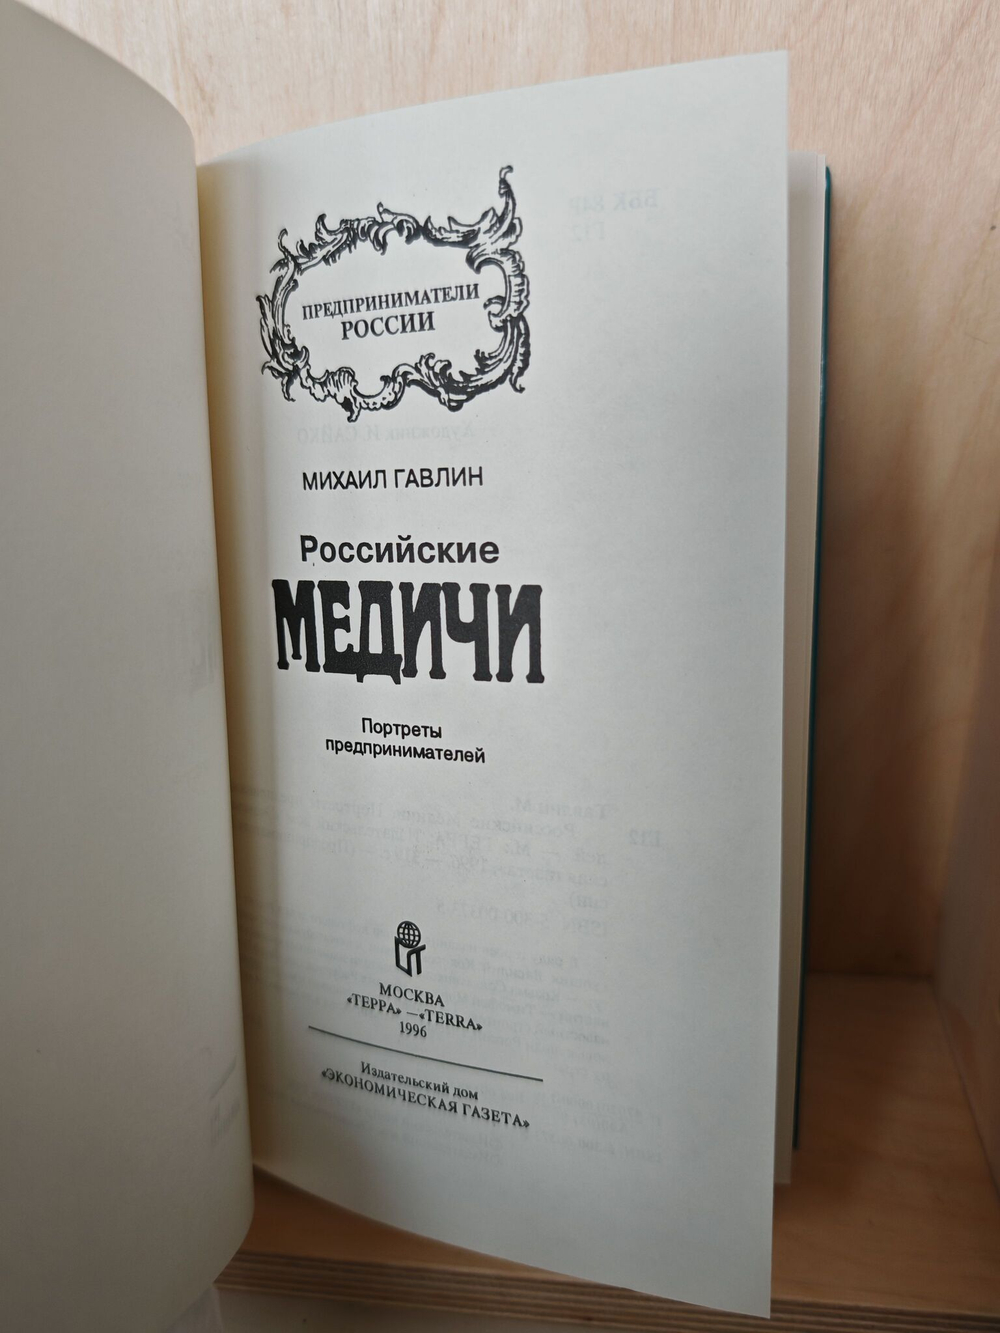 ПРЕДПРИНИМАТЕЛИ
РОССИИ
МИХАИЛ ГАВЛИН
Российские
МЕДИЧИ
Портреты
предпринимателей
МОСКВА
«ТЕРРА» — «TERRA»
1996
Издательский дом
«ЭКОНОМИЧЕСКАЯ ГАЗЕТА»